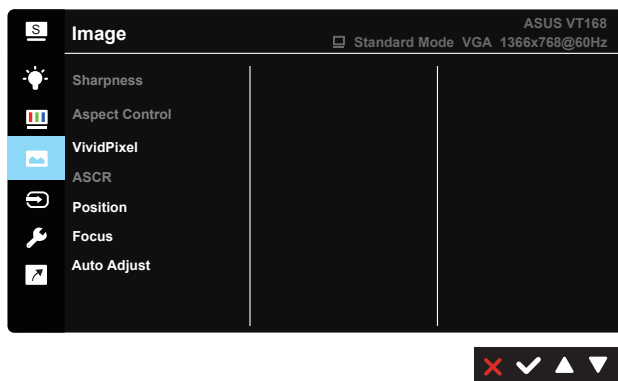 S
Image
ASUS VT168
Standard Mode VGA 1366x768@60Hz
Sharpness
Aspect Control
VividPixel
ASCR
Position
Focus
Auto Adjust